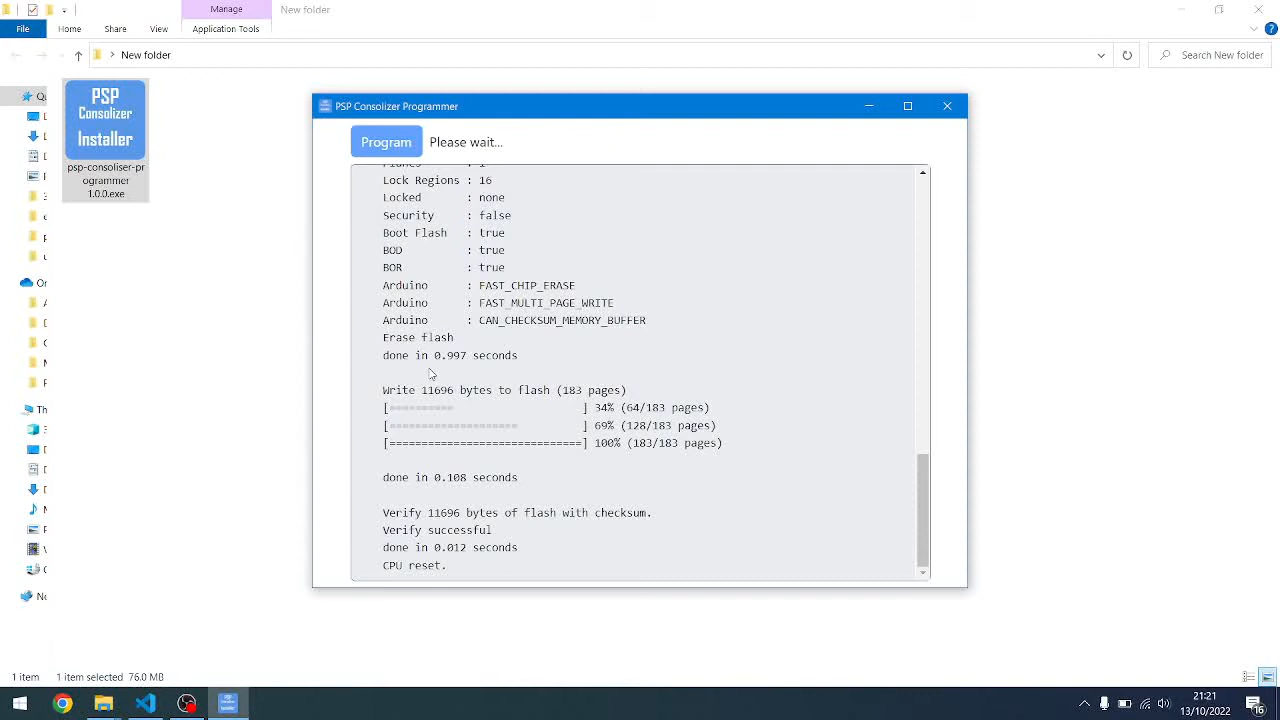 Manage
New folder
File
Home
Share
View
Application Tools
New folder
Search New folder
PSP
Consolizer
Installer
psp-consoliser-pr
ogrammer
1.0.0.exe
PSP Consolizer Programmer
Program
Please wait...
Lock Regions : 16
Locked : none
Security : false
Boot Flash : true
BOD : true
BOR : true
Arduino : FAST_CHIP_ERASE
Arduino : FAST_MULTI_PAGE_WRITE
Arduino : CAN_CHECKSUM_MEMORY_BUFFER
Erase flash
done in 0.997 seconds
Write 11696 bytes to flash (183 pages)
[========== ] 34% (64/183 pages)
[==================== ] 69% (128/183 pages)
[==============================] 100% (183/183 pages)
done in 0.108 seconds
Verify 11696 bytes of flash with checksum.
Verify successful
done in 0.012 seconds
CPU reset.
1 item
1 item selected 76.0 MB
21:21
13/10/2022